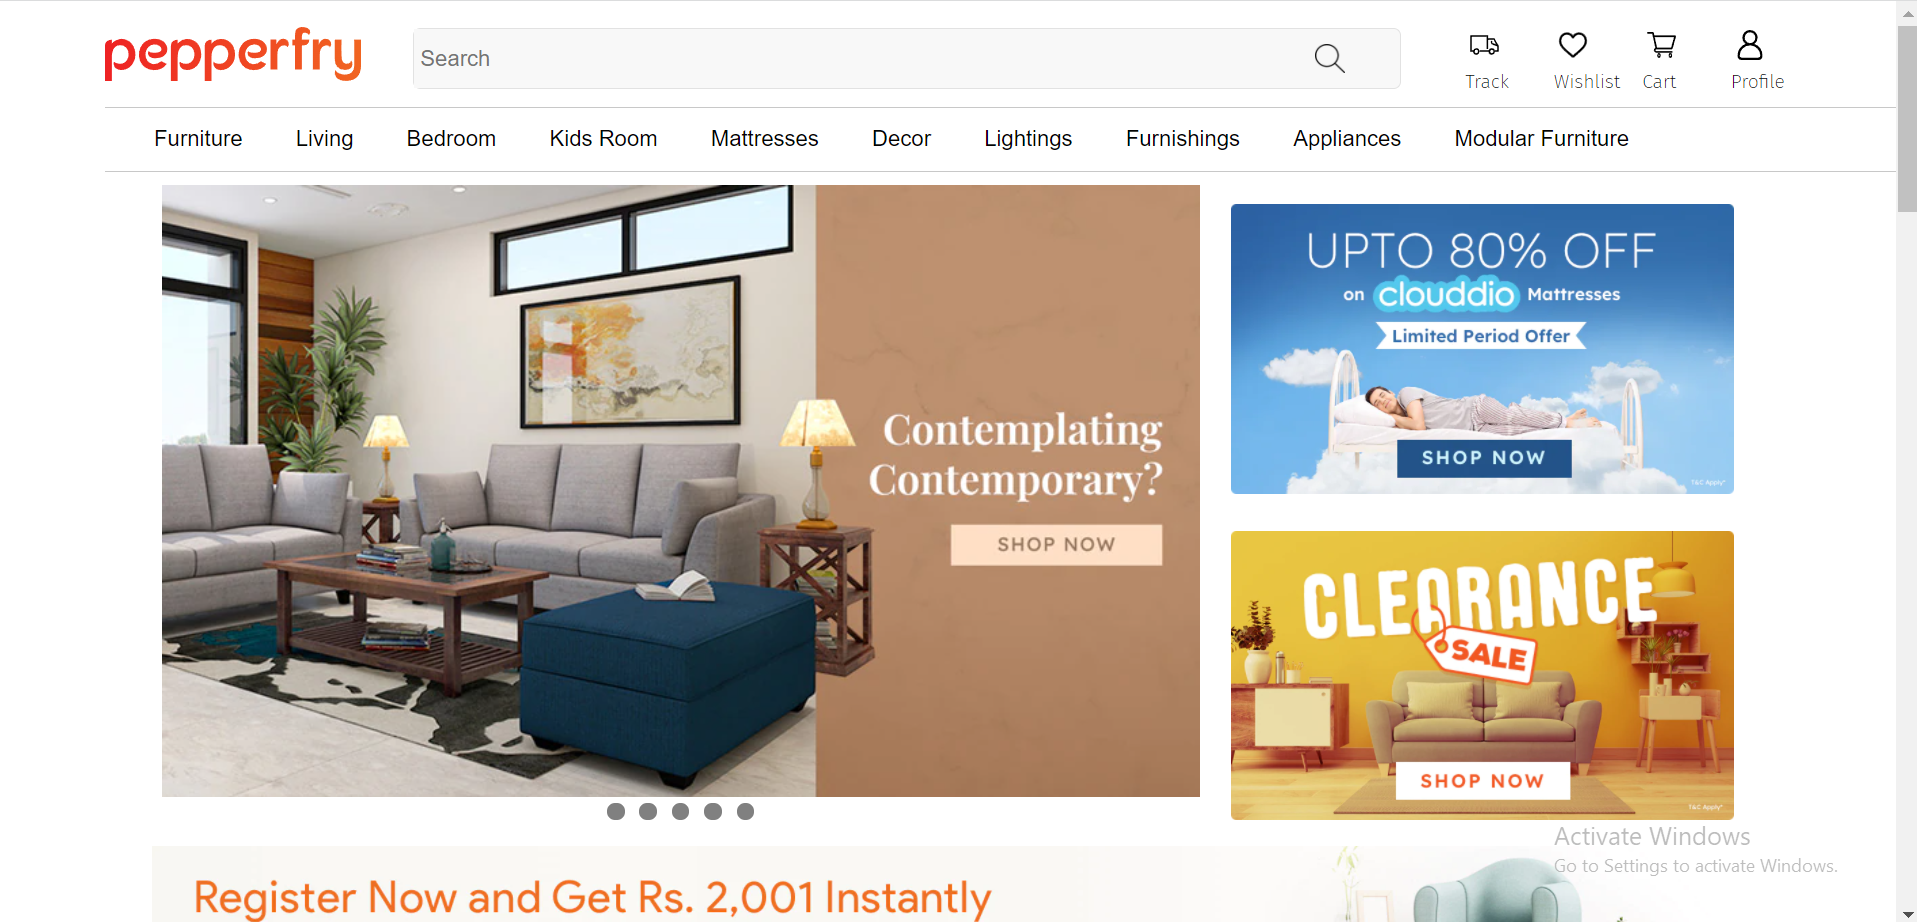 pepperfry
Search
Track
Wishlist
Cart
Profile
Furniture
Living
Bedroom
Kids Room
Mattresses
Decor
Lightings
Furnishings
Appliances
Modular Furniture
Contemplating
Contemporary?
SHOP NOW
UPTO 80% OFF
on clouddio Mattresses
Limited Period Offer
SHOP NOW
T&C Apply*
CLEARANCE
SALE
SHOP NOW
T&C Apply*
Register Now and Get Rs. 2,001 Instantly
Activate Windows
Go to Settings to activate Windows.